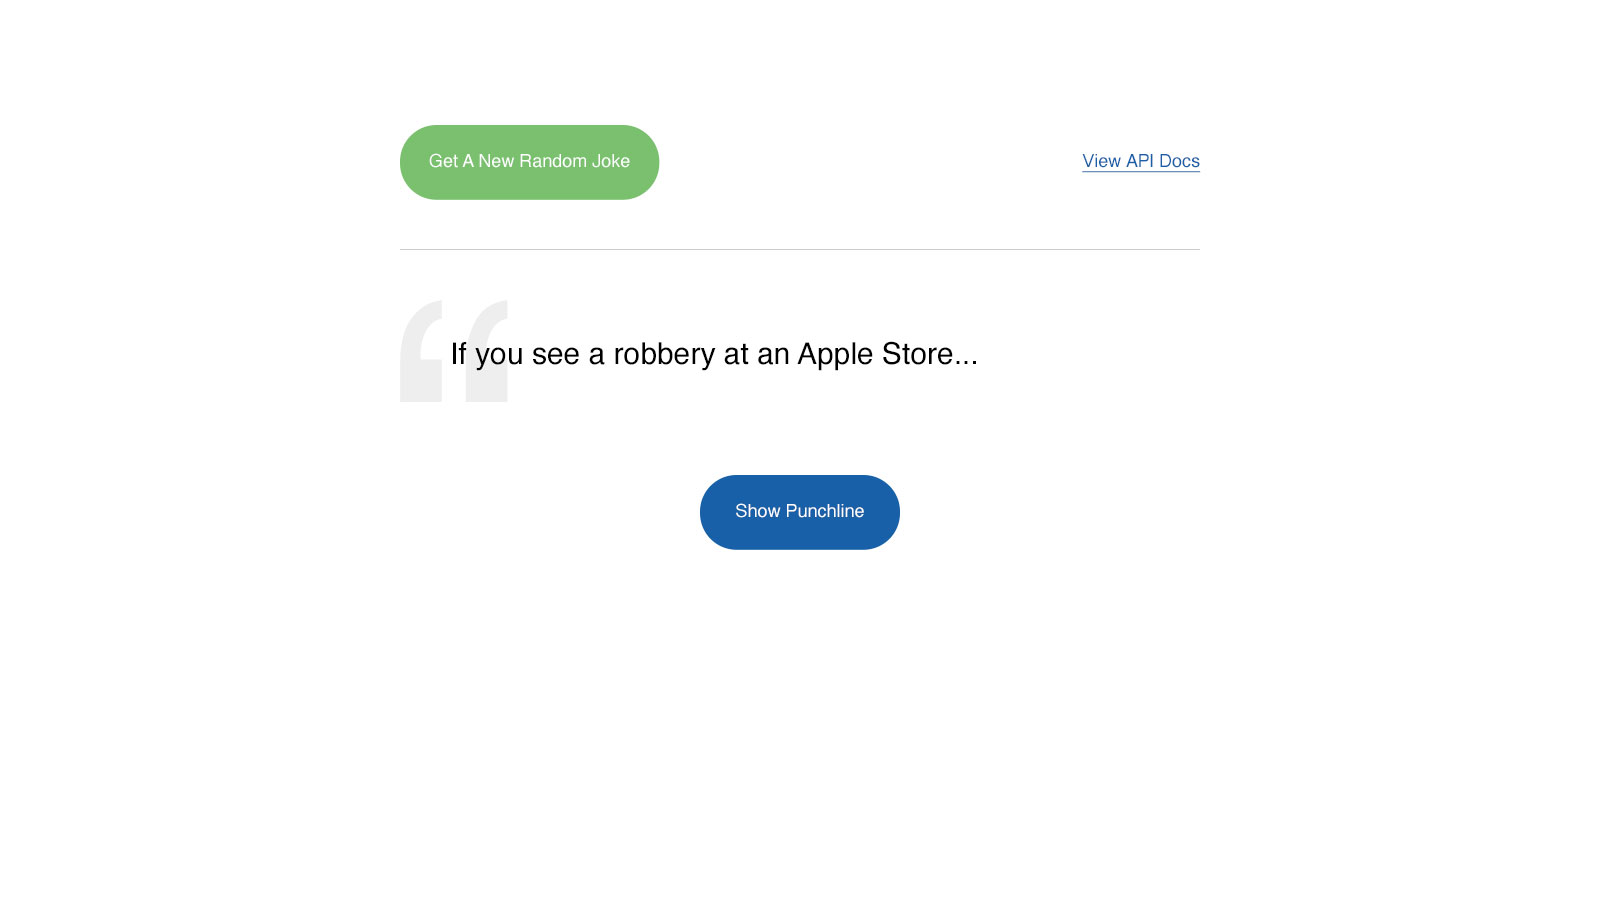 Get A New Random Joke
View API Docs
“
If you see a robbery at an Apple Store...
Show Punchline